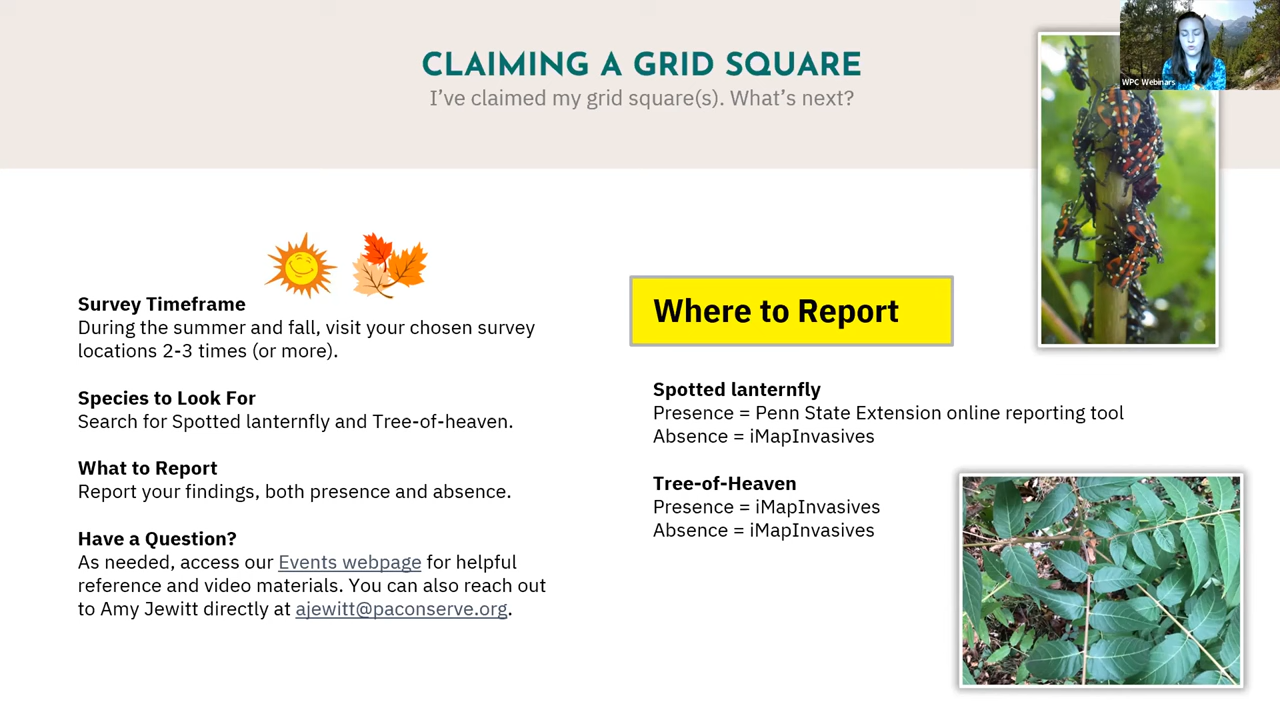 CLAIMING A GRID SQUARE
I've claimed my grid square(s). What's next?
WPC Webinars
Survey Timeframe
During the summer and fall, visit your chosen survey
locations 2-3 times (or more).
Species to Look For
Search for Spotted lanternfly and Tree-of-heaven.
What to Report
Report your findings, both presence and absence.
Have a Question?
As needed, access our Events webpage for helpful
reference and video materials. You can also reach out
to Amy Jewitt directly at ajewitt@paconserve.org.
Where to Report
Spotted lanternfly
Presence = Penn State Extension online reporting tool
Absence = iMapInvasives
Tree-of-Heaven
Presence = iMapInvasives
Absence = iMapInvasives